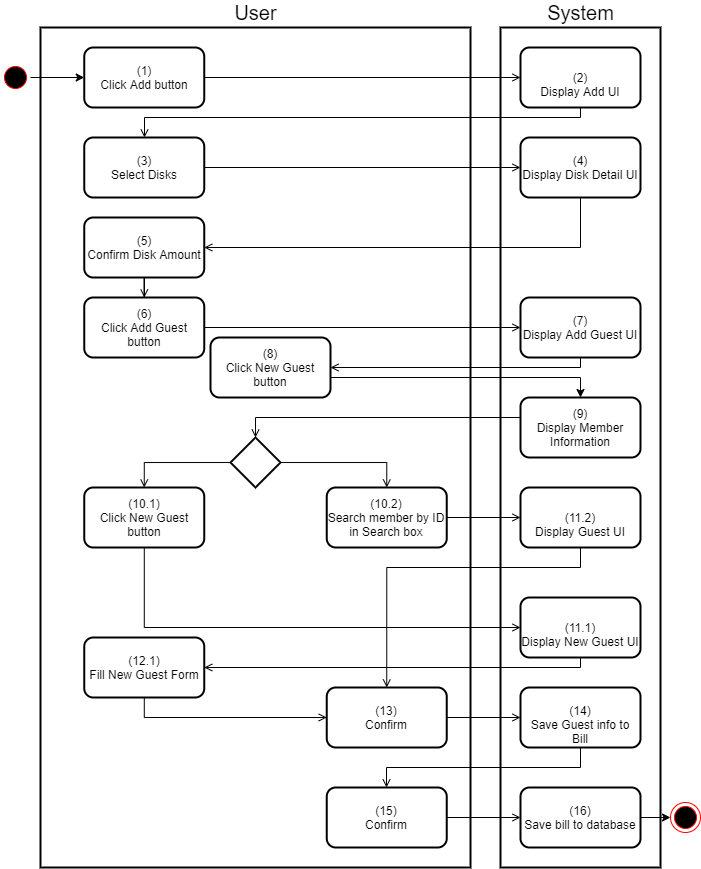 User
System
(1)
Click Add button
(2)
Display Add UI
(3)
Select Disks
(4)
Display Disk Detail UI
(5)
Confirm Disk Amount
(6)
Click Add Guest
button
(7)
Display Add Guest UI
(8)
Click New Guest
button
(9)
Display Member
Information
(10.1)
Click New Guest
button
(10.2)
Search member by ID
in Search box
(11.2)
Display Guest UI
(11.1)
Display New Guest UI
(12.1)
Fill New Guest Form
(13)
Confirm
(14)
Save Guest info to
Bill
(15)
Confirm
(16)
Save bill to database